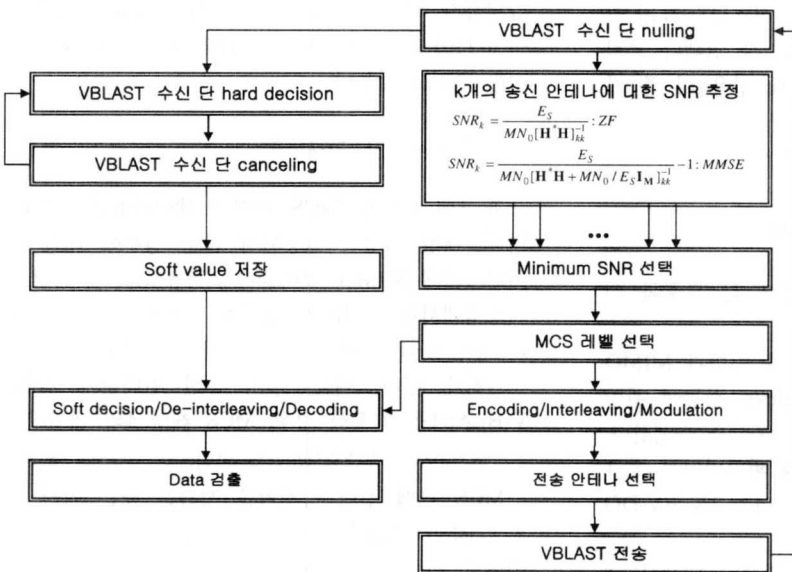 VBLAST 수신 단 nulling
VBLAST 수신 단 hard decision
VBLAST 수신 단 canceling
Soft value 저장
Soft decision/De-interleaving/Decoding
Data 검출
k개의 송신 안테나에 대한 SNR 추정
SNR_k = E_S / MN_0[H*H]^{-1}_{kk} : ZF
SNR_k = E_S / MN_0[H*H + MN_0 / E_S I_M]^{-1}_{kk} - 1 : MMSE
...
Minimum SNR 선택
MCS 레벨 선택
Encoding/Interleaving/Modulation
전송 안테나 선택
VBLAST 전송